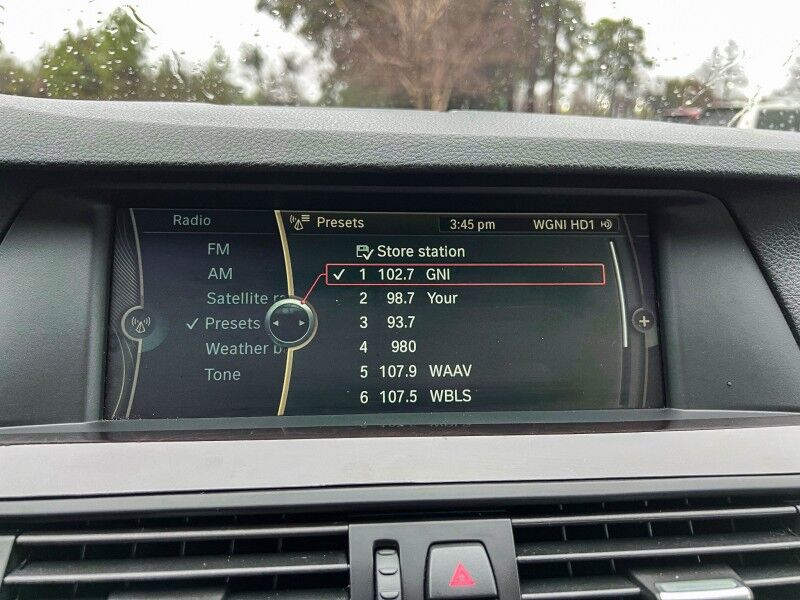 Radio
Presets
3:45 pm
WGNI HD1
FM
AM
Satellite
Presets
Weather
Tone
Store station
1 102.7 GNI
2 98.7 Your
3 93.7
4 980
5 107.9 WAAV
6 107.5 WBLS